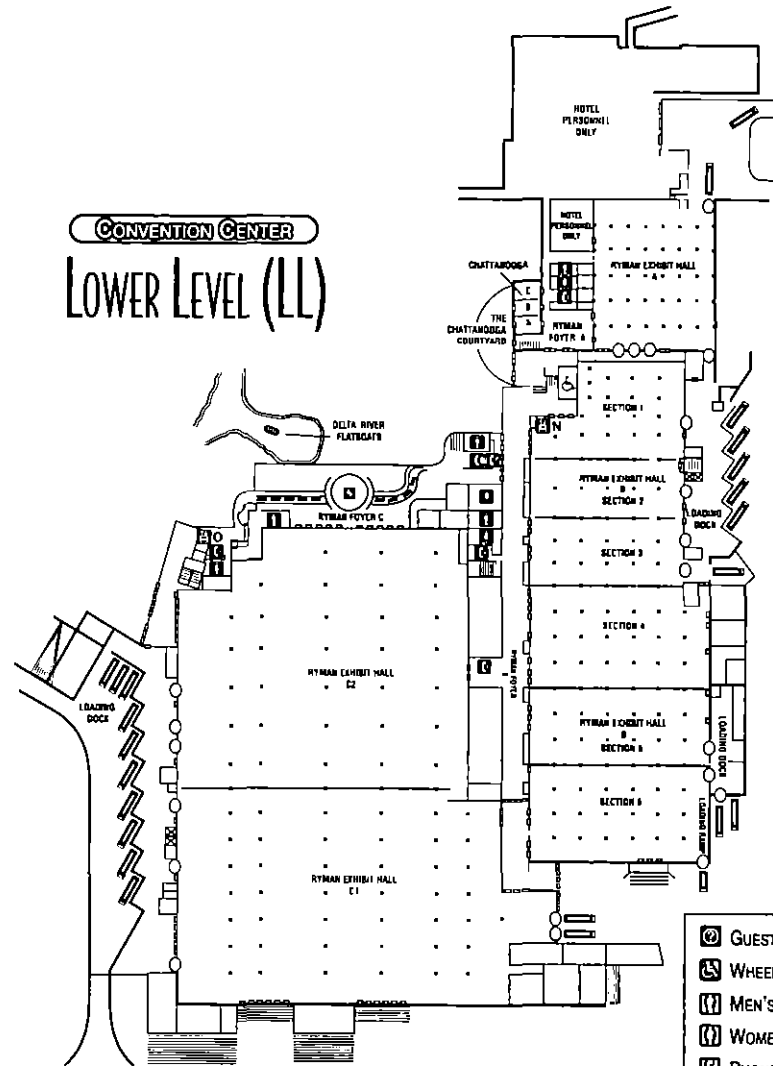 CONVENTION CENTER
LOWER LEVEL (LL)
HOTEL
PERSONNEL
ONLY
HOTEL
PERSONNEL
ONLY
RYMAN EXHIBIT HALL
A
CHATTANOOGA
C
B
A
THE
CHATTANOOGA
COURTYARD
RYMAN
FOYER A
SECTION 1
N
DELTA RIVER
FLATBOATS
RYMAN EXHIBIT HALL
B
SECTION 2
LOADING
DOCK
RYMAN FOYER C
SECTION 3
SECTION 4
RYMAN EXHIBIT HALL
C2
RYMAN FOYER
LOADING
DOCK
RYMAN EXHIBIT HALL
B
SECTION 5
LOADING DOCK
SECTION 6
LOADING RAMP
RYMAN EXHIBIT HALL
C1
GUEST
WHEEL
MEN'S
WOME